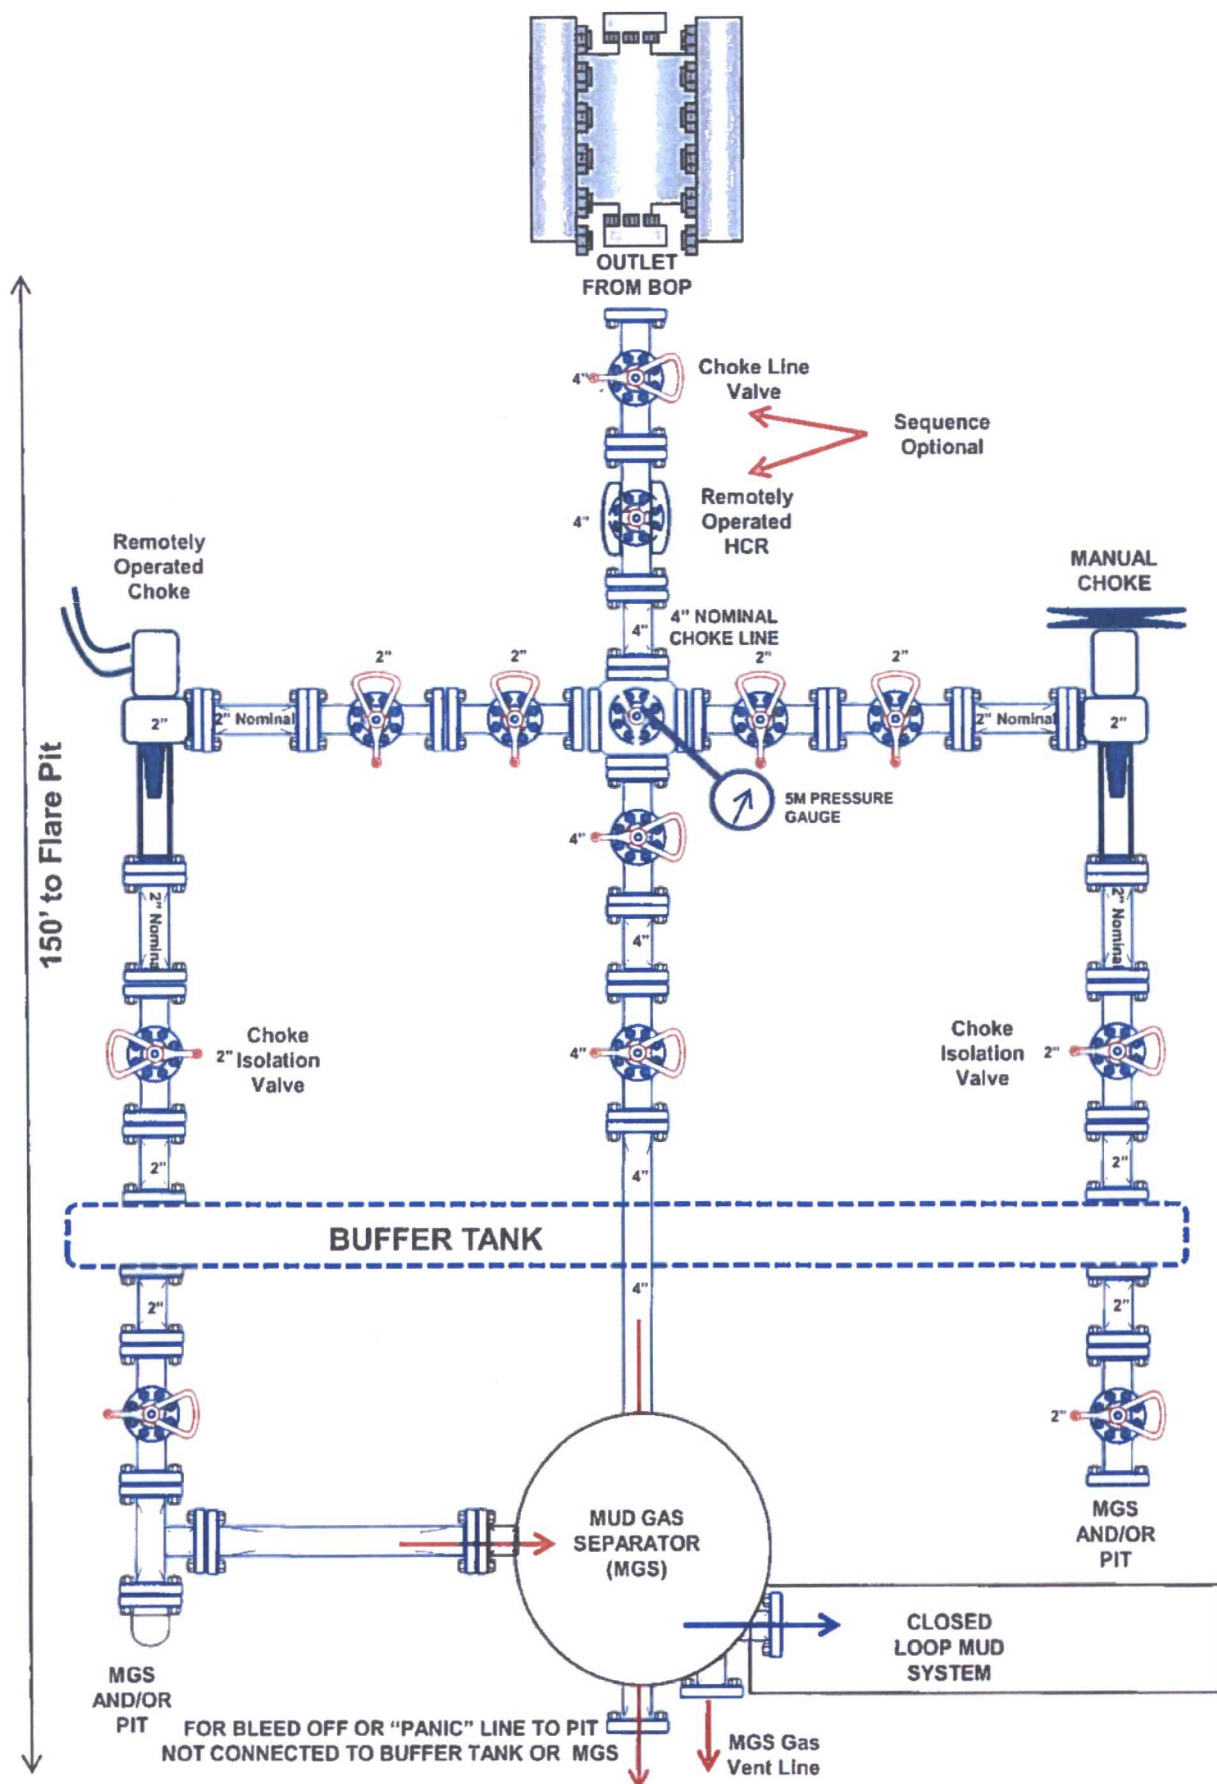 OUTLET
FROM BOP
4"
Choke Line
Valve
Sequence
Optional
4"
Remotely
Operated
HCR
Remotely
Operated
Choke
MANUAL
CHOKE
4"
4" NOMINAL
CHOKE LINE
2"
2"
2"
2"
2"
2" Nominal
2" Nominal
2"
5M PRESSURE
GAUGE
4"
150' to Flare Pit
2" Nominal
4"
2" Nominal
Choke
2" Isolation
Valve
4"
Choke
Isolation
Valve
2"
2"
4"
2"
BUFFER TANK
2"
4"
2"
2"
MUD GAS
SEPARATOR
(MGS)
MGS
AND/OR
PIT
CLOSED
LOOP MUD
SYSTEM
MGS
AND/OR
PIT
FOR BLEED OFF OR "PANIC" LINE TO PIT
NOT CONNECTED TO BUFFER TANK OR MGS
MGS Gas
Vent Line